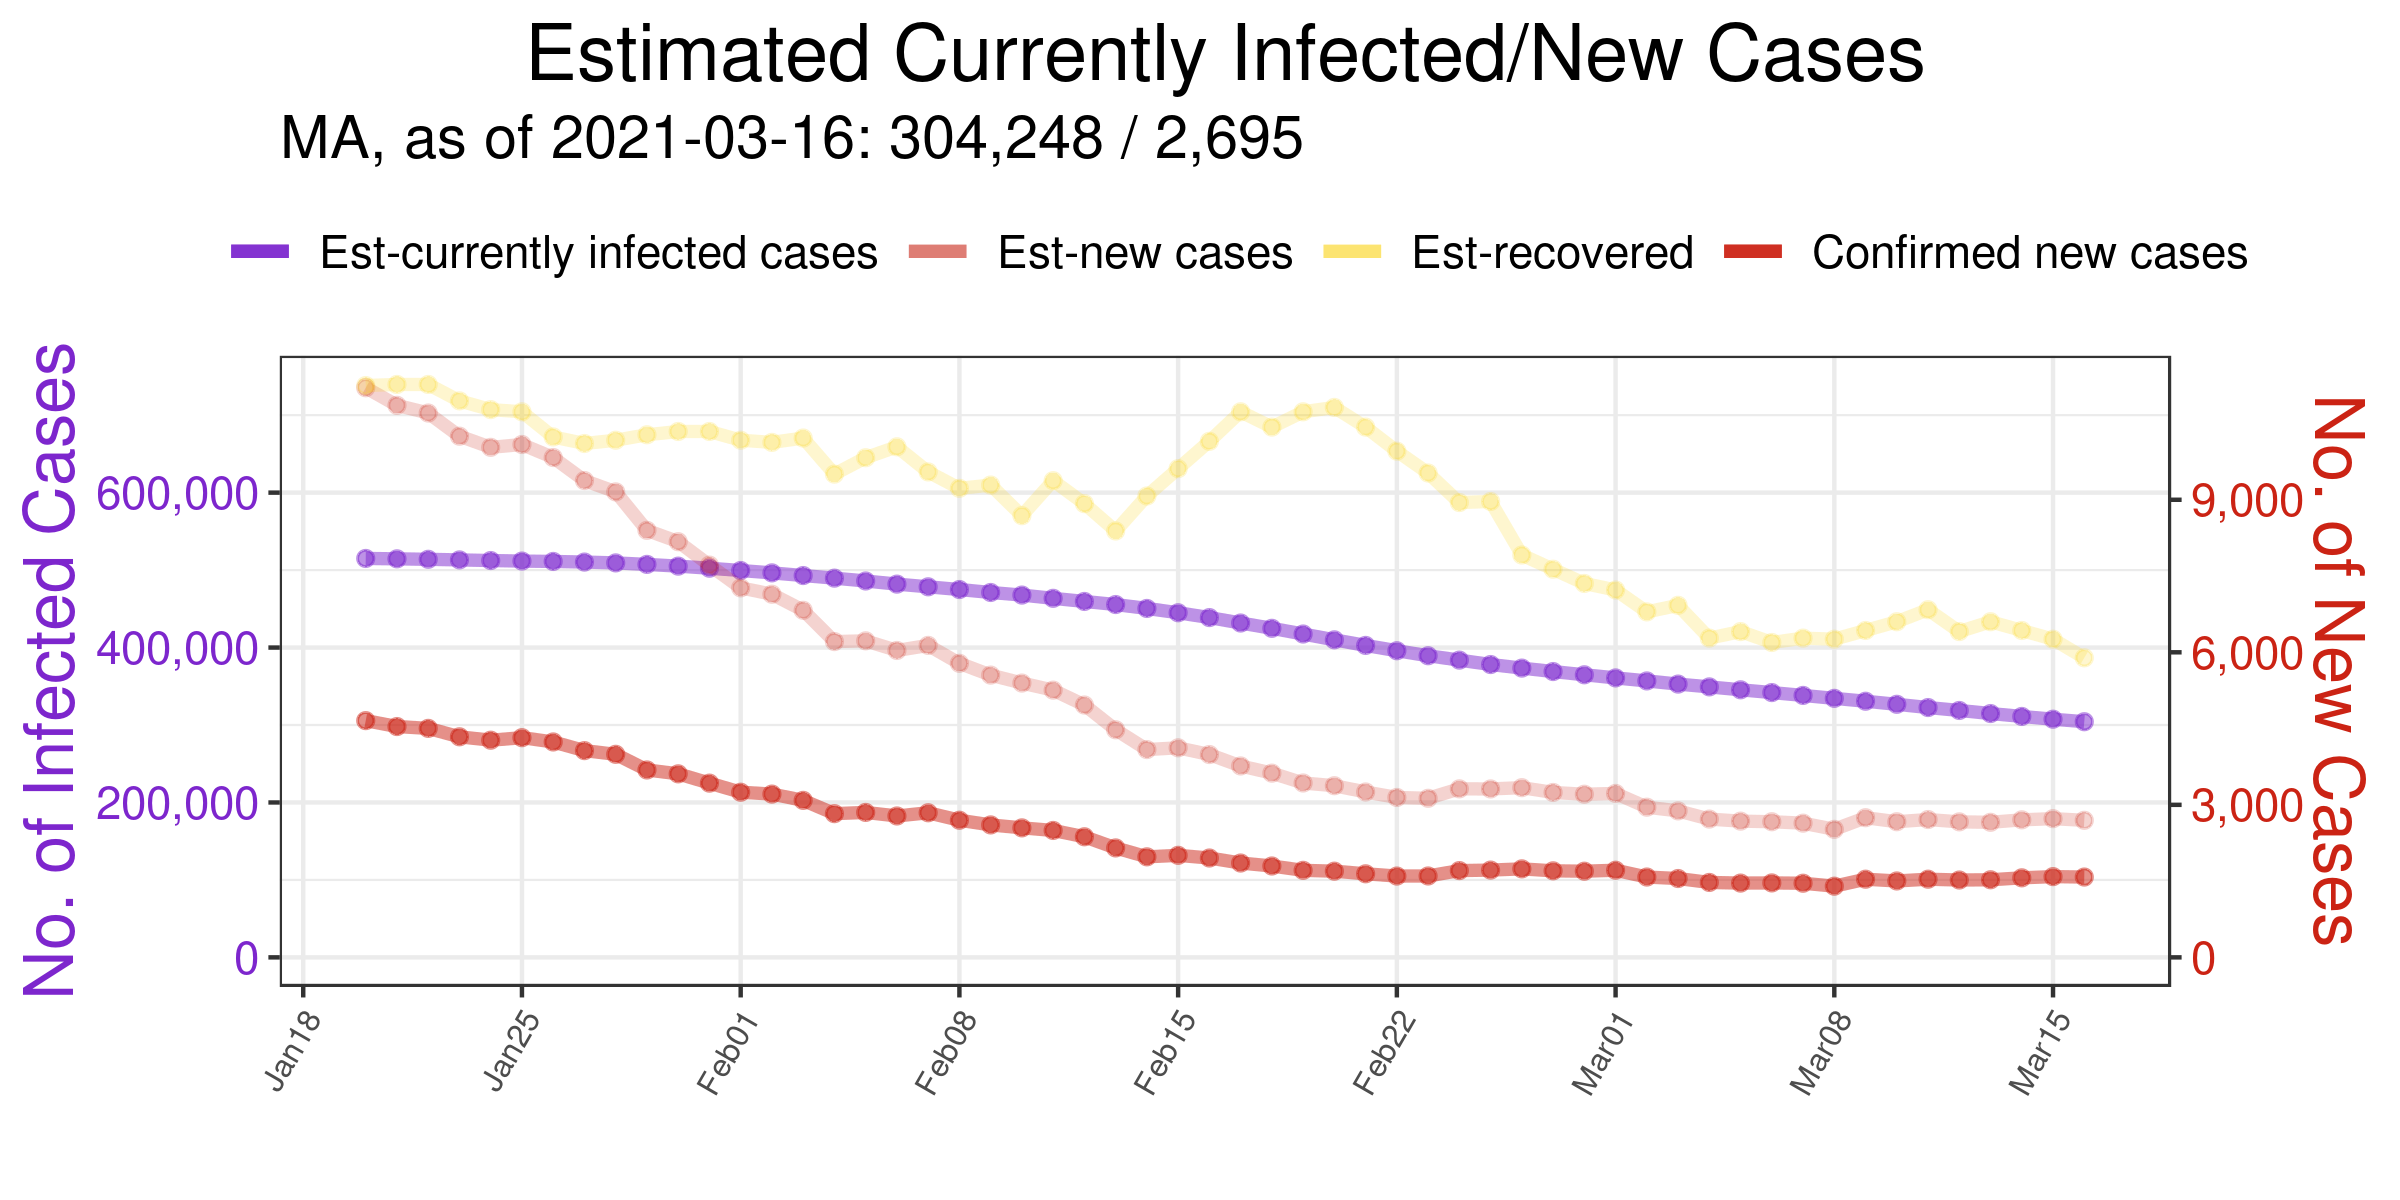 Estimated Currently Infected/New Cases
MA, as of 2021-03-16: 304,248 / 2,695
Est-currently infected cases Est-new cases Est-recovered Confirmed new cases
No. of Infected Cases
600,000
400,000
200,000
0
9,000
6,000
3,000
0
No. of New Cases
Jan18 Jan25 Feb01 Feb08 Feb15 Feb22 Mar01 Mar08 Mar15